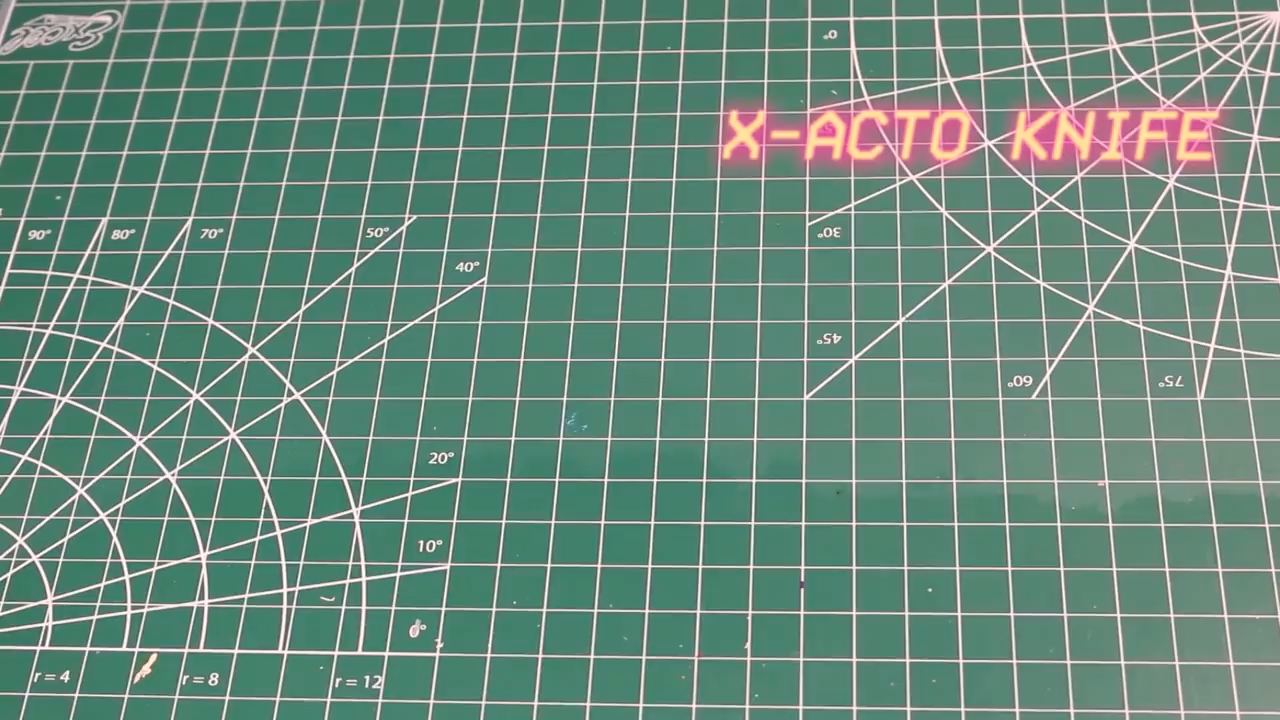 0°
X-ACTO KNIFE
90° 80° 70° 50°
30°
40°
45°
60° 75°
20°
10°
0°
r = 4 r = 8 r = 12